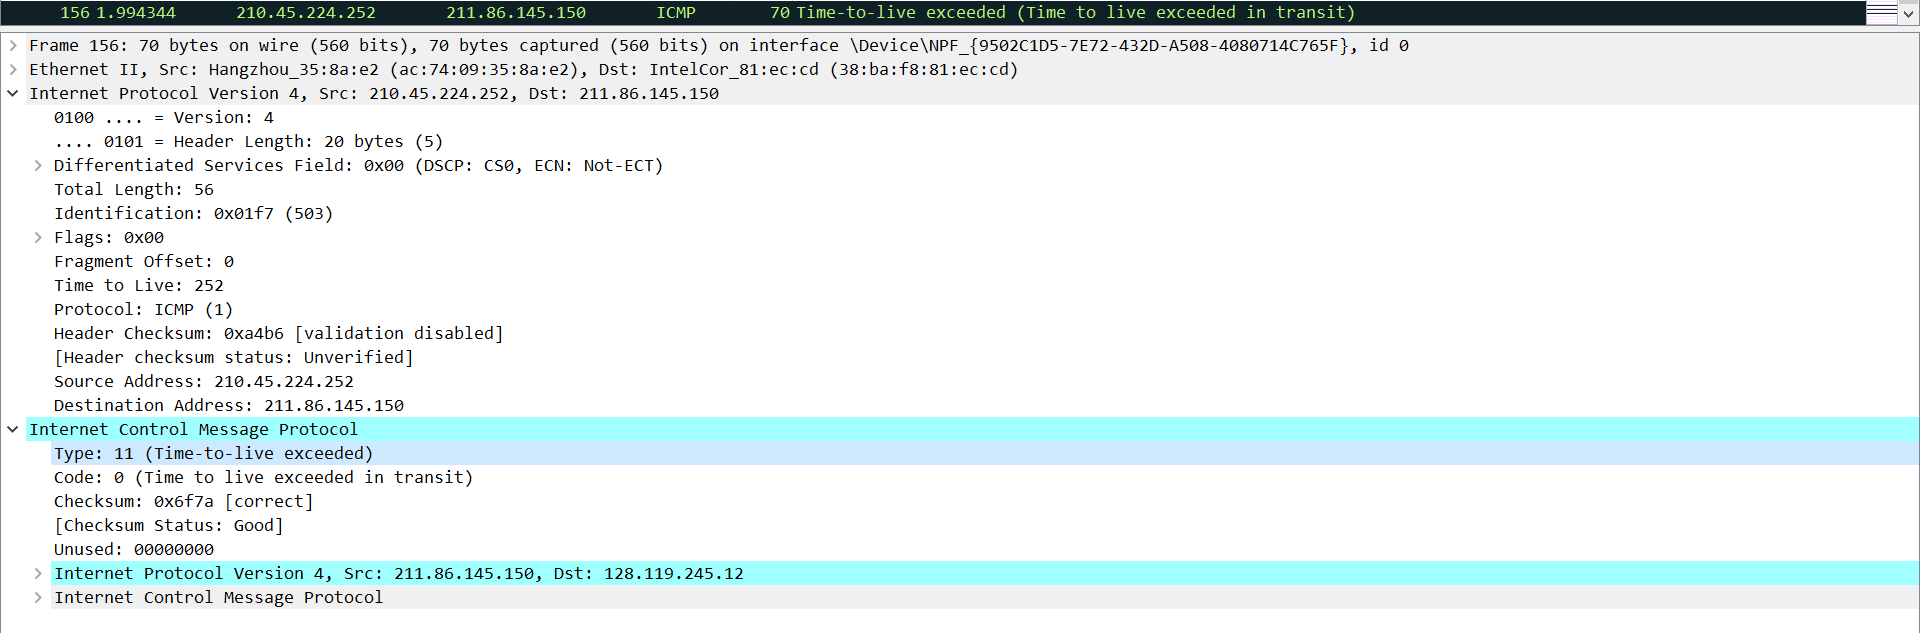 156 1.994344 210.45.224.252 211.86.145.150 ICMP 70 Time-to-live exceeded (Time to live exceeded in transit)
Frame 156: 70 bytes on wire (560 bits), 70 bytes captured (560 bits) on interface \Device\NPF_{9502C1D5-7E72-432D-A508-4080714C765F}, id 0
Ethernet II, Src: Hangzhou_35:8a:e2 (ac:74:09:35:8a:e2), Dst: IntelCor_81:ec:cd (38:ba:f8:81:ec:cd)
Internet Protocol Version 4, Src: 210.45.224.252, Dst: 211.86.145.150
0100 .... = Version: 4
.... 0101 = Header Length: 20 bytes (5)
Differentiated Services Field: 0x00 (DSCP: CS0, ECN: Not-ECT)
Total Length: 56
Identification: 0x01f7 (503)
Flags: 0x00
Fragment Offset: 0
Time to Live: 252
Protocol: ICMP (1)
Header Checksum: 0xa4b6 [validation disabled]
[Header checksum status: Unverified]
Source Address: 210.45.224.252
Destination Address: 211.86.145.150
Internet Control Message Protocol
Type: 11 (Time-to-live exceeded)
Code: 0 (Time to live exceeded in transit)
Checksum: 0x6f7a [correct]
[Checksum Status: Good]
Unused: 00000000
Internet Protocol Version 4, Src: 211.86.145.150, Dst: 128.119.245.12
Internet Control Message Protocol